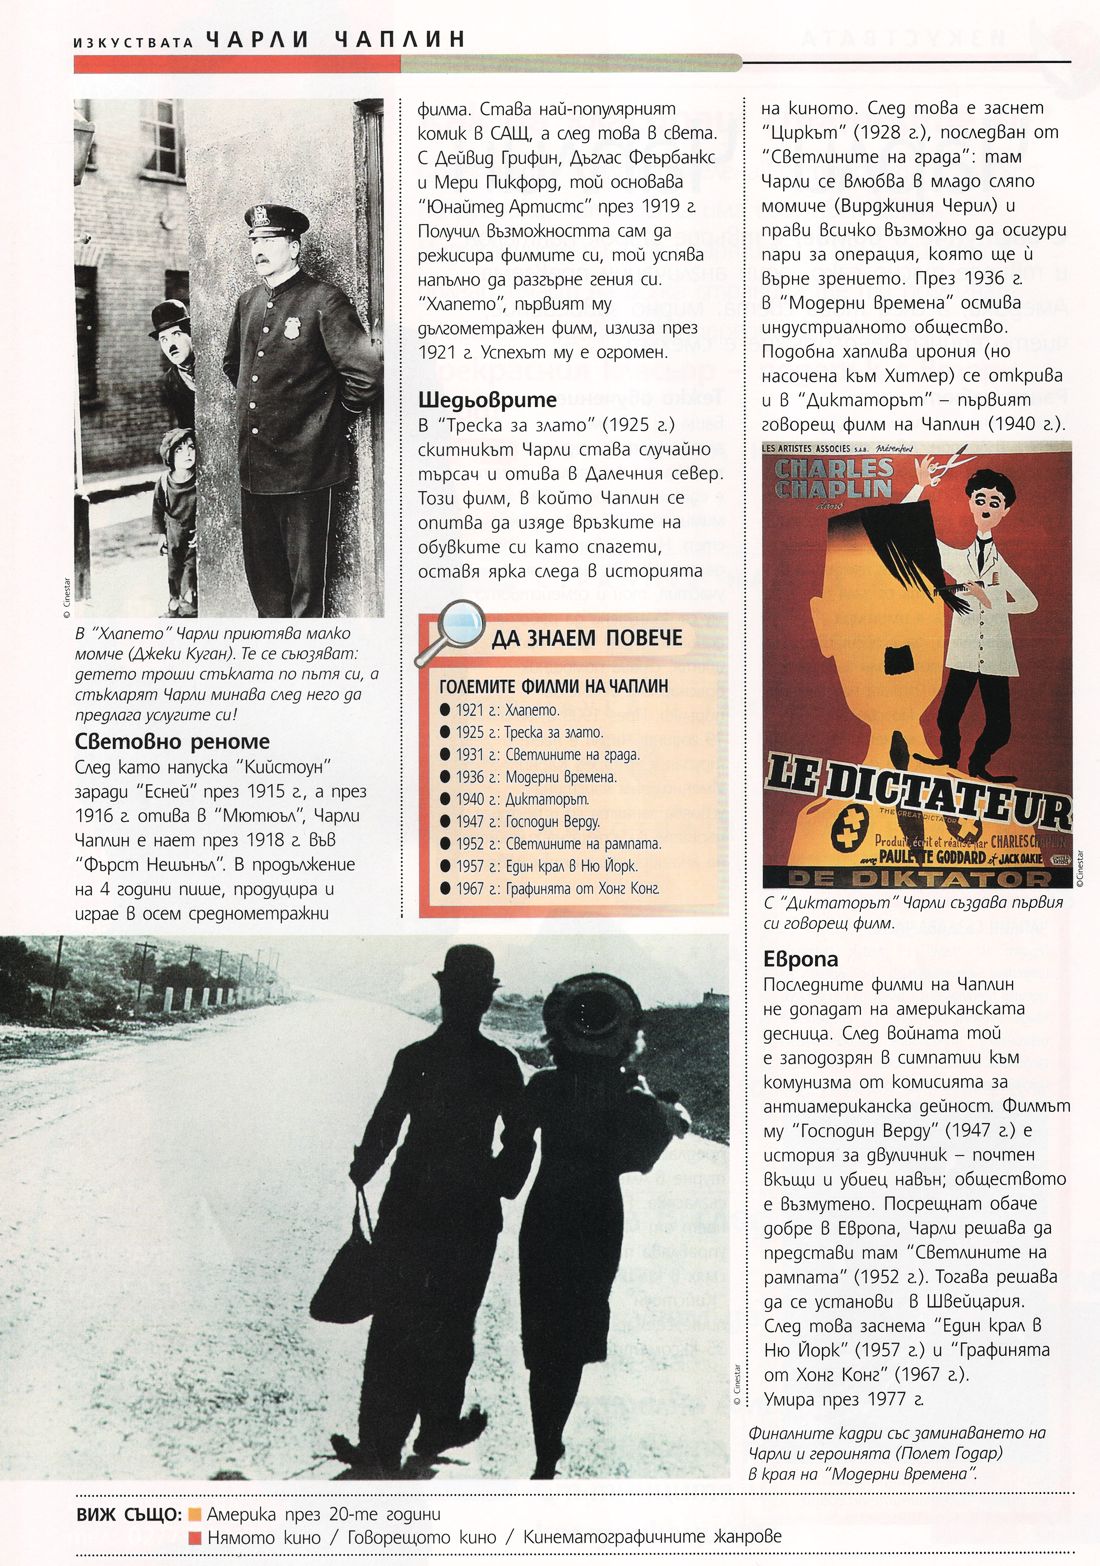 ИЗКУСТВАТА ЧАРЛИ ЧАПЛИН
© Cinestar
В “Хлапето” Чарли приютява малко
момче (Джеки Куган). Те се съюзяват:
детето троши стъклата по пътя си, а
стъкларят Чарли минава след него да
предлага услугите си!
Световно реноме
След като напуска “Кийстоун”
заради “Есней” през 1915 г., а през
1916 г. отива в “Мютюъл”, Чарли
Чаплин е нает през 1918 г. във
“Фърст Нешънъл”. В продължение
на 4 години пише, продуцира и
играе в осем среднометражни
филма. Става най-популярният
комик в САЩ, а след това в света.
С Дейвид Грифин, Дъглас Феърбанкс
и Мери Пикфорд, той основава
“Юнайтед Артистс” през 1919 г.
Получил възможността сам да
режисира филмите си, той успява
напълно да разгърне гения си.
“Хлапето”, първият му
дългометражен филм, излиза през
1921 г. Успехът му е огромен.
Шедьоврите
В “Треска за злато” (1925 г.)
скитникът Чарли става случайно
търсач и отива в Далечния север.
Този филм, в който Чаплин се
опитва да изяде връзките на
обувките си като спагети,
оставя ярка следа в историята
ДА ЗНАЕМ ПОВЕЧЕ
ГОЛЕМИТЕ ФИЛМИ НА ЧАПЛИН
● 1921 г.: Хлапето.
● 1925 г.: Треска за злато.
● 1931 г.: Светлините на града.
● 1936 г.: Модерни времена.
● 1940 г.: Диктаторът.
● 1947 г.: Господин Верду.
● 1952 г.: Светлините на рампата.
● 1957 г.: Един крал в Ню Йорк.
● 1967 г.: Графинята от Хонг Конг.
на киното. След това е заснет
“Циркът” (1928 г.), последван от
“Светлините на града”: там
Чарли се влюбва в младо сляпо
момиче (Вирджиния Черил) и
прави всичко възможно да осигури
пари за операция, която ще ѝ
върне зрението. През 1936 г.
в “Модерни времена” осмива
индустриалното общество.
Подобна хаплива ирония (но
насочена към Хитлер) се открива
и в “Диктаторът” – първият
говорещ филм на Чаплин (1940 г.).
LES ARTISTES ASSOCIES S.A.B. présentent
CHARLES
CHAPLIN
dans
LE DICTATEUR
THE GREAT DICTATOR
Produit, écrit et réalisé par CHARLES CHAPLIN
avec PAULETTE GODDARD et JACK OAKIE
DE DIKTATOR
©Cinestar
С “Диктаторът” Чарли създава първия
си говорещ филм.
Европа
Последните филми на Чаплин
не допадат на американската
десница. След войната той
е заподозрян в симпатии към
комунизма от комисията за
антиамериканска дейност. Филмът
му “Господин Верду” (1947 г.) е
история за двуличник – почтен
вкъщи и убиец навън; обществото
е възмутено. Посрещнат обаче
добре в Европа, Чарли решава да
представи там “Светлините на
рампата” (1952 г.). Тогава решава
да се установи в Швейцария.
След това заснема “Един крал в
Ню Йорк” (1957 г.) и “Графинята
от Хонг Конг” (1967 г.).
Умира през 1977 г.
© Cinestar
Финалните кадри със заминаването на
Чарли и героинята (Полет Годар)
в края на “Модерни времена”.
ВИЖ СЪЩО: Америка през 20-те години
Нямото кино / Говорещото кино / Кинематографичните жанрове